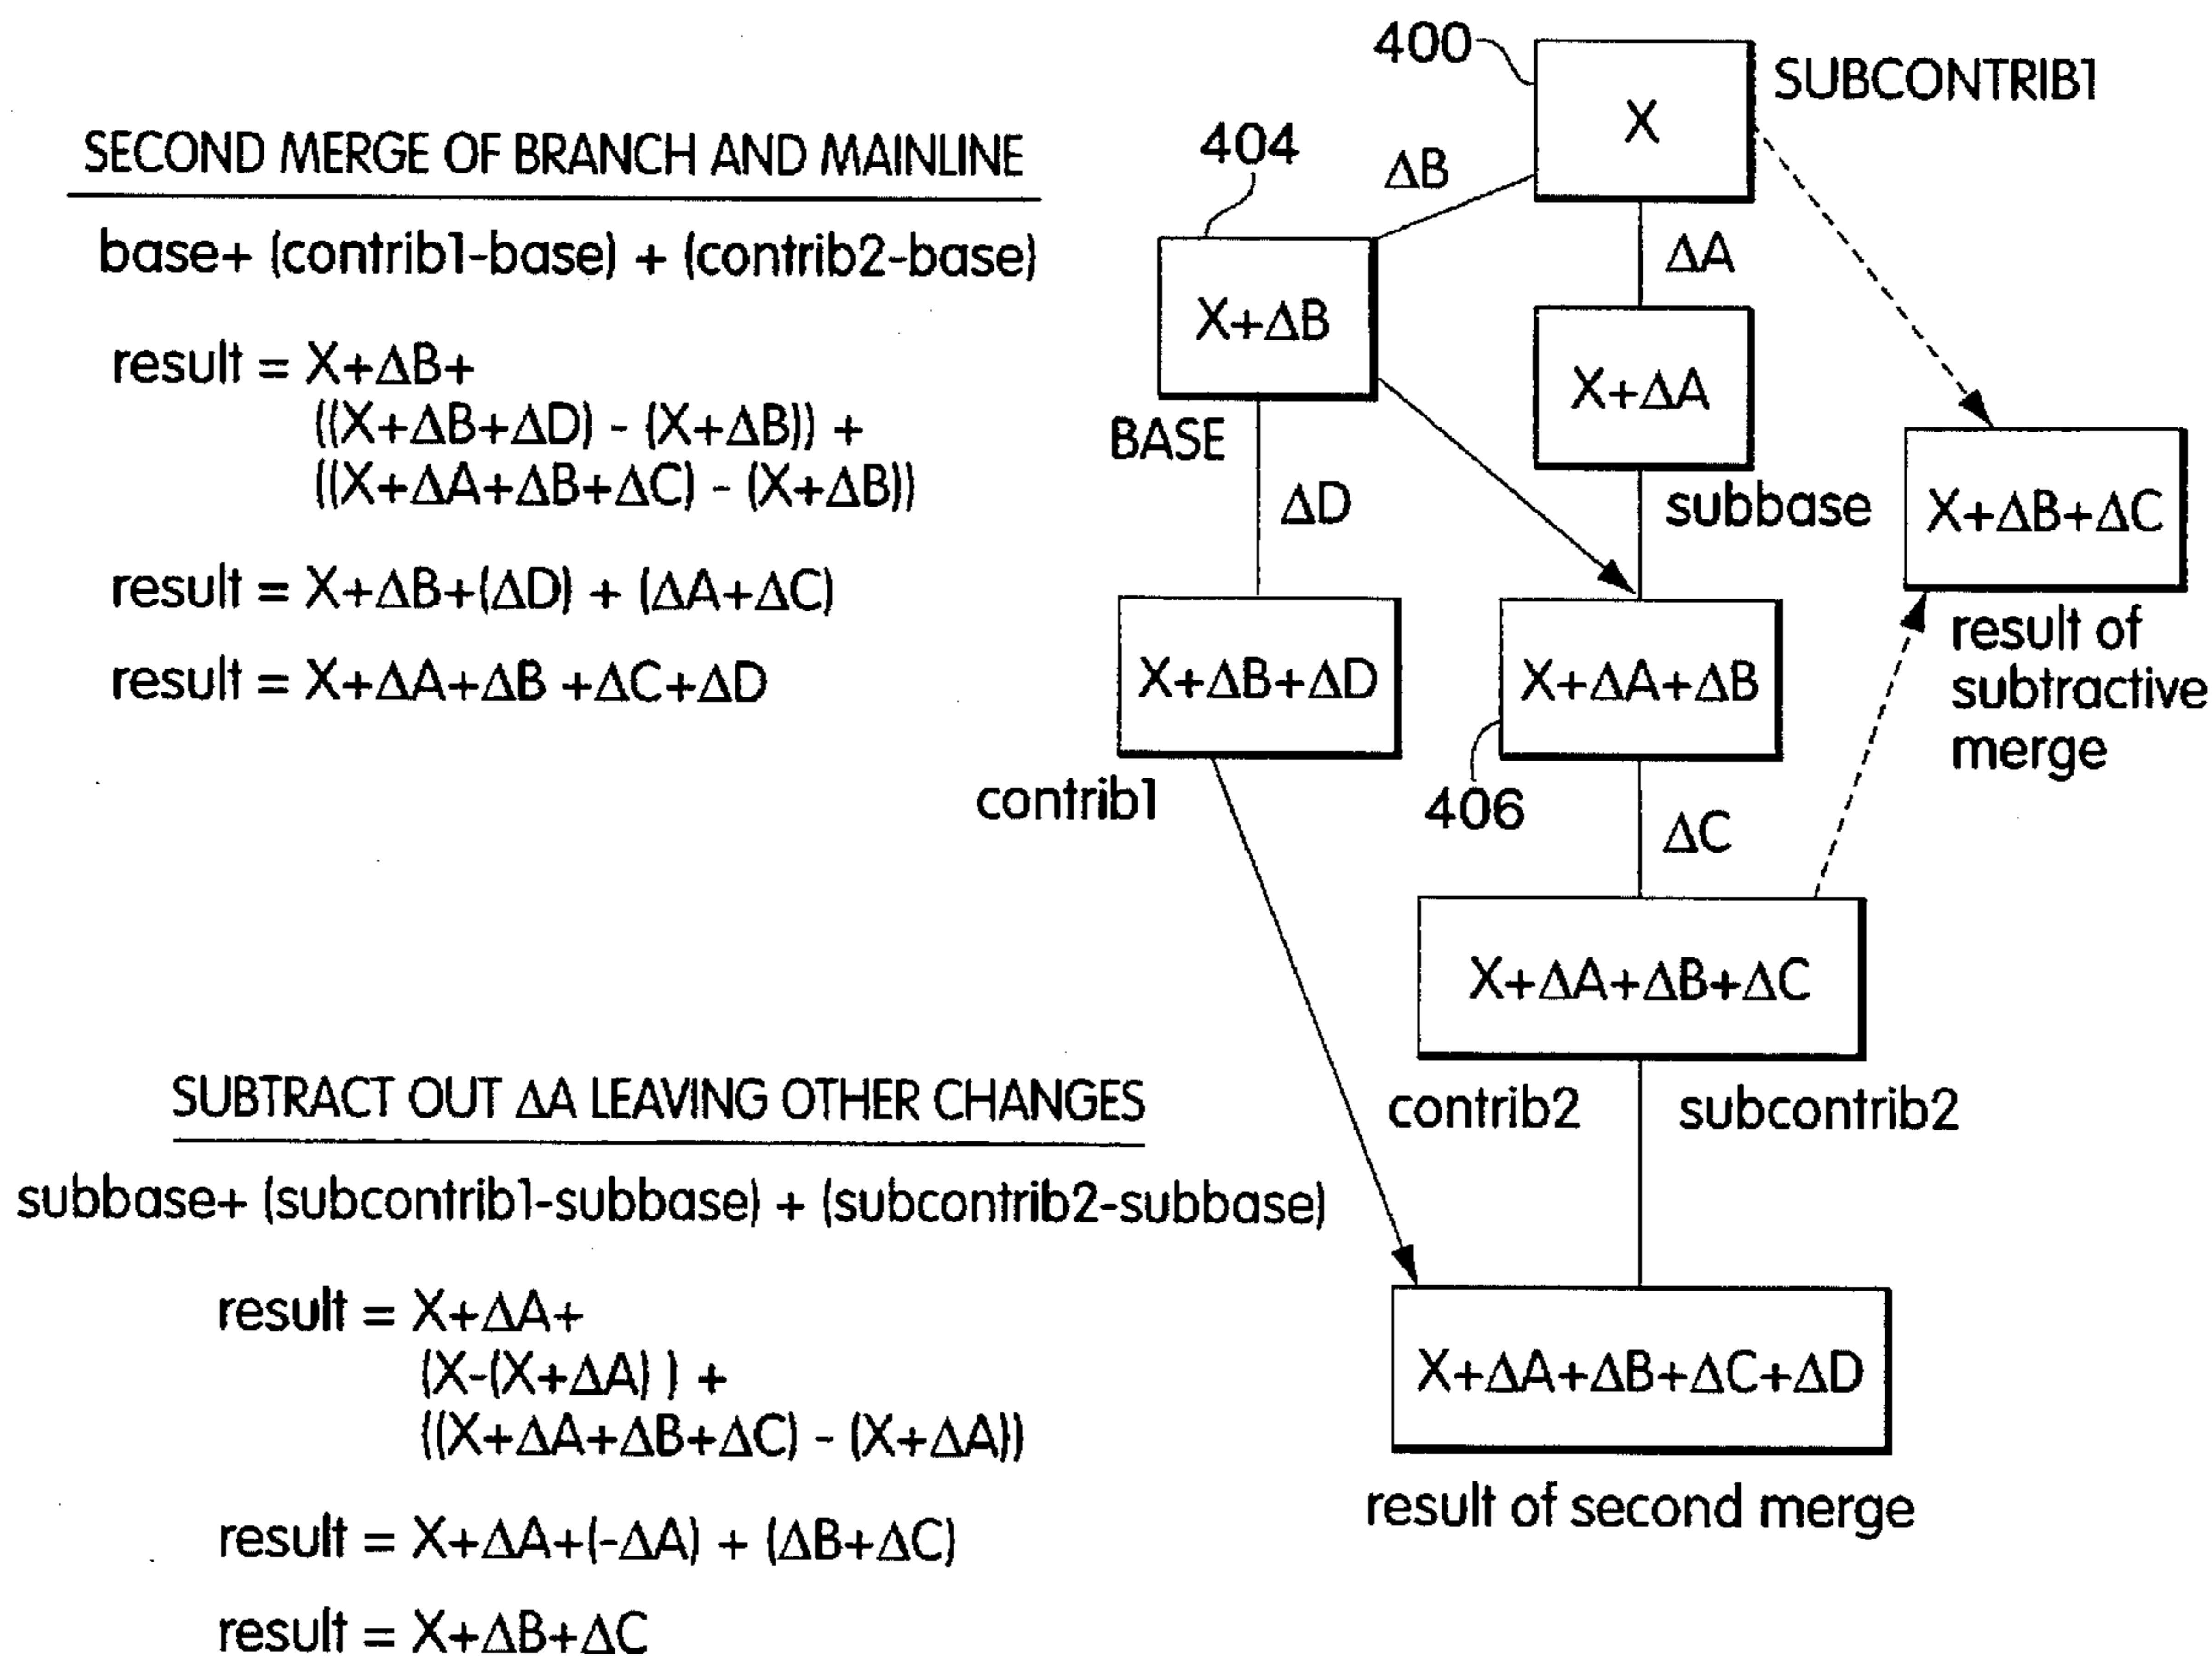 SECOND MERGE OF BRANCH AND MAINLINE
base+ (contrib1-base) + (contrib2-base)
result = X+ΔB+
((X+ΔB+ΔD) - (X+ΔB)) +
((X+ΔA+ΔB+ΔC) - (X+ΔB))
result = X+ΔB+(ΔD) + (ΔA+ΔC)
result = X+ΔA+ΔB +ΔC+ΔD
SUBTRACT OUT ΔA LEAVING OTHER CHANGES
subbase+ (subcontrib1-subbase) + (subcontrib2-subbase)
result = X+ΔA+
(X-(X+ΔA) ) +
((X+ΔA+ΔB+ΔC) - (X+ΔA))
result = X+ΔA+(-ΔA) + (ΔB+ΔC)
result = X+ΔB+ΔC
400
X
SUBCONTRIB1
404
ΔB
ΔA
X+ΔB
X+ΔA
BASE
ΔD
subbase
X+ΔB+ΔC
result of
subtractive
merge
X+ΔB+ΔD
X+ΔA+ΔB
contrib1
406
ΔC
X+ΔA+ΔB+ΔC
contrib2
subcontrib2
X+ΔA+ΔB+ΔC+ΔD
result of second merge